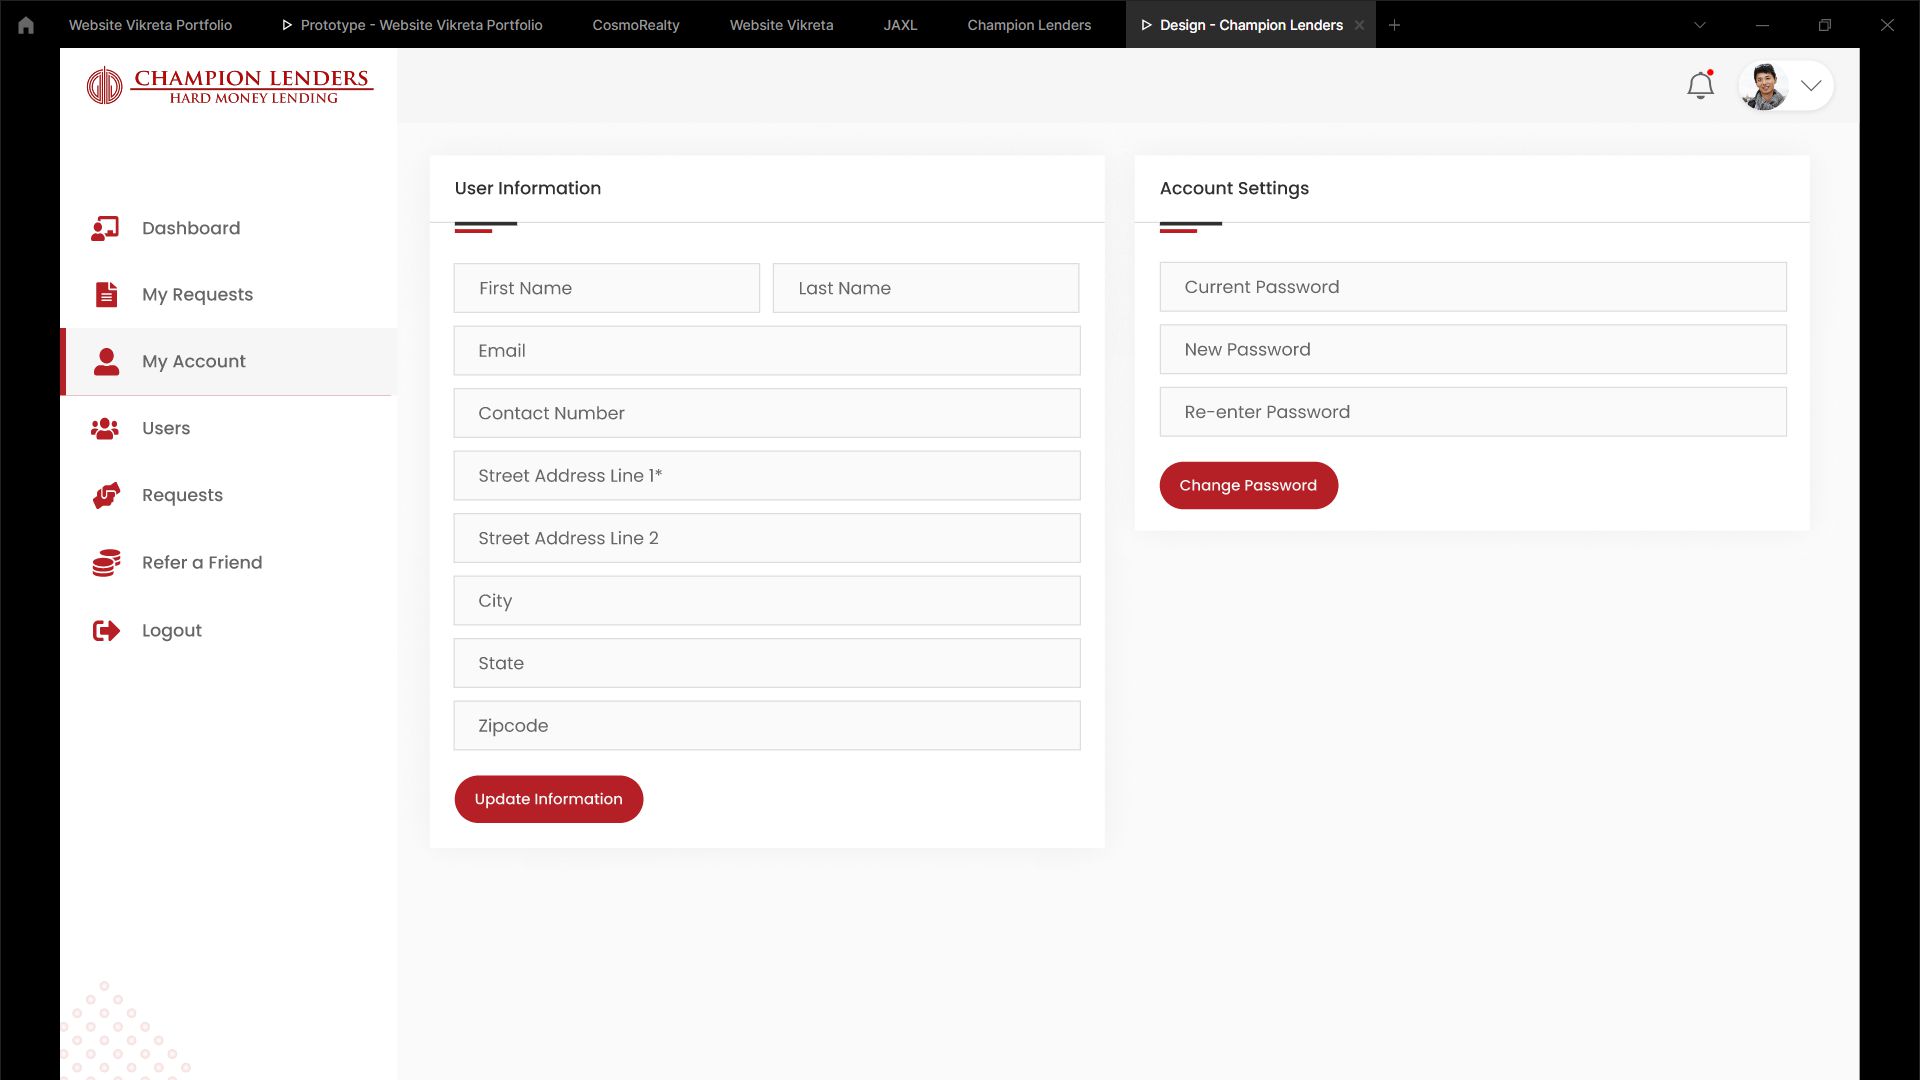 Website Vikreta Portfolio
Prototype - Website Vikreta Portfolio
CosmoRealty
Website Vikreta
JAXL
Champion Lenders
Design - Champion Lenders
CHAMPION LENDERS
HARD MONEY LENDING
Dashboard
My Requests
My Account
Users
Requests
Refer a Friend
Logout
User Information
First Name
Last Name
Email
Contact Number
Street Address Line 1*
Street Address Line 2
City
State
Zipcode
Update Information
Account Settings
Current Password
New Password
Re-enter Password
Change Password